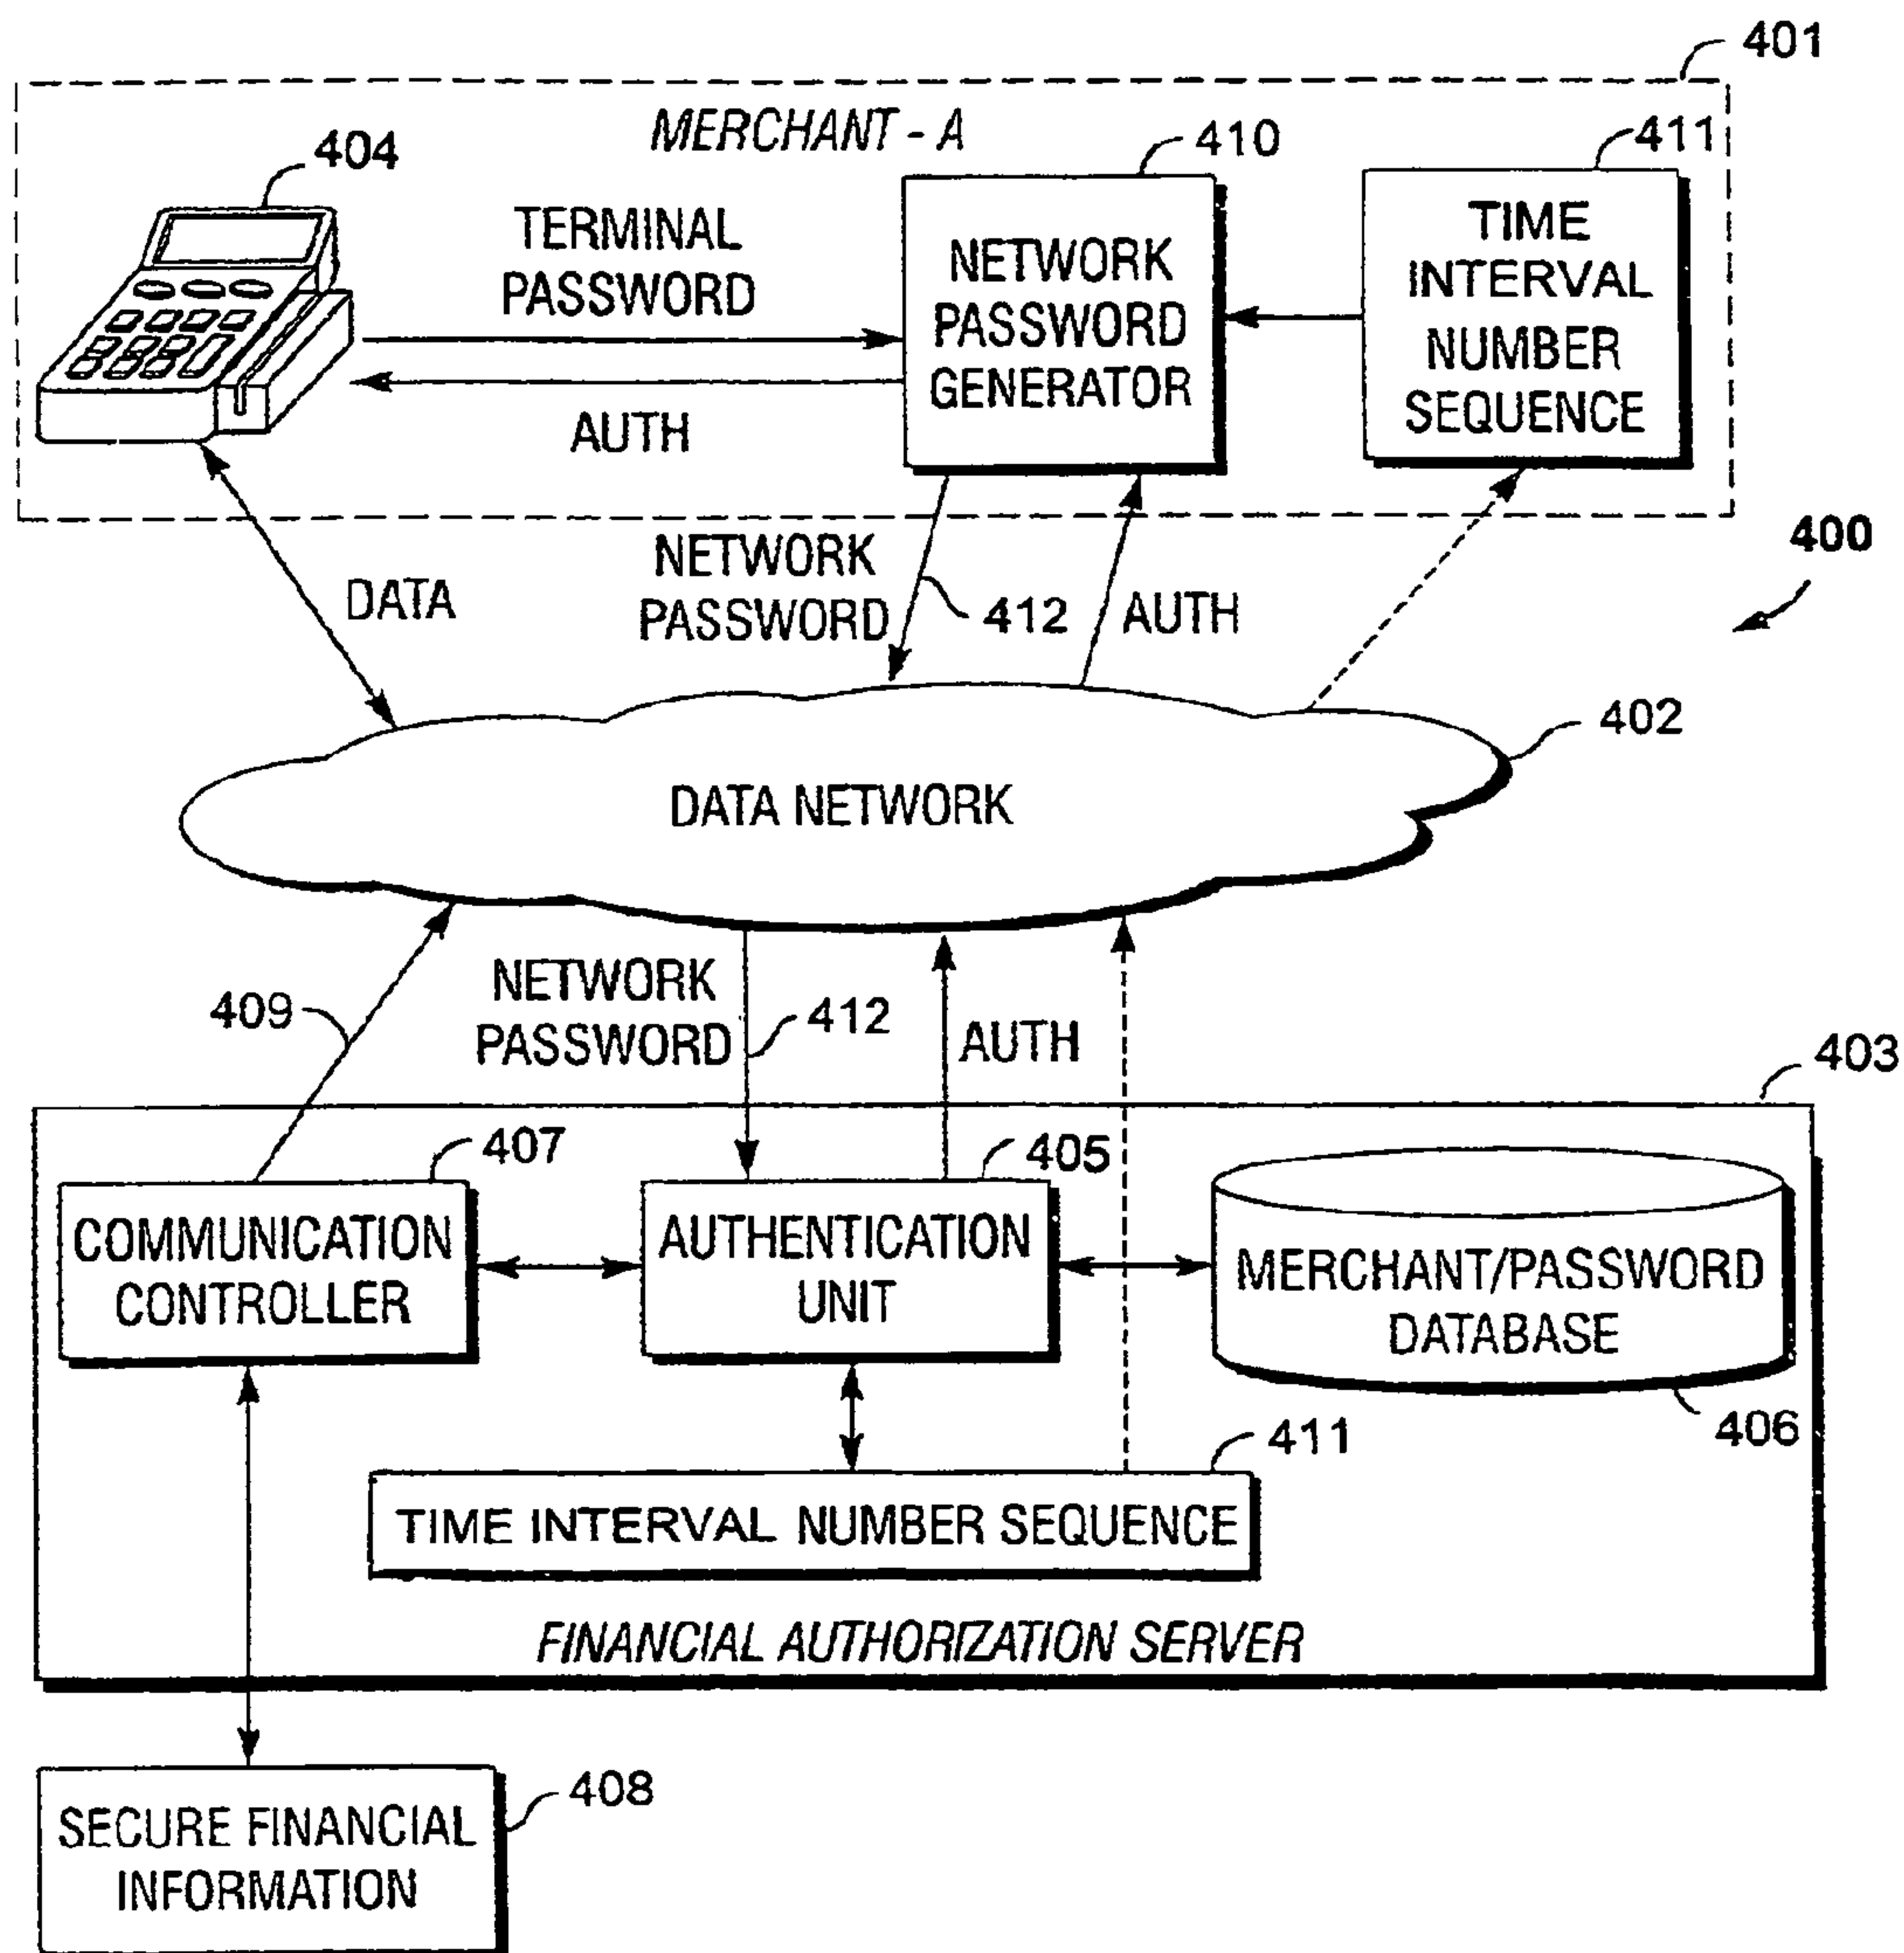 401
MERCHANT - A
404
410
411
TERMINAL
PASSWORD
AUTH
NETWORK
PASSWORD
GENERATOR
TIME
INTERVAL
NUMBER
SEQUENCE
400
DATA
NETWORK
PASSWORD
412
AUTH
402
DATA NETWORK
409
NETWORK
PASSWORD
412
AUTH
403
407
405
COMMUNICATION
CONTROLLER
AUTHENTICATION
UNIT
MERCHANT/PASSWORD
DATABASE
406
411
TIME INTERVAL NUMBER SEQUENCE
FINANCIAL AUTHORIZATION SERVER
408
SECURE FINANCIAL
INFORMATION